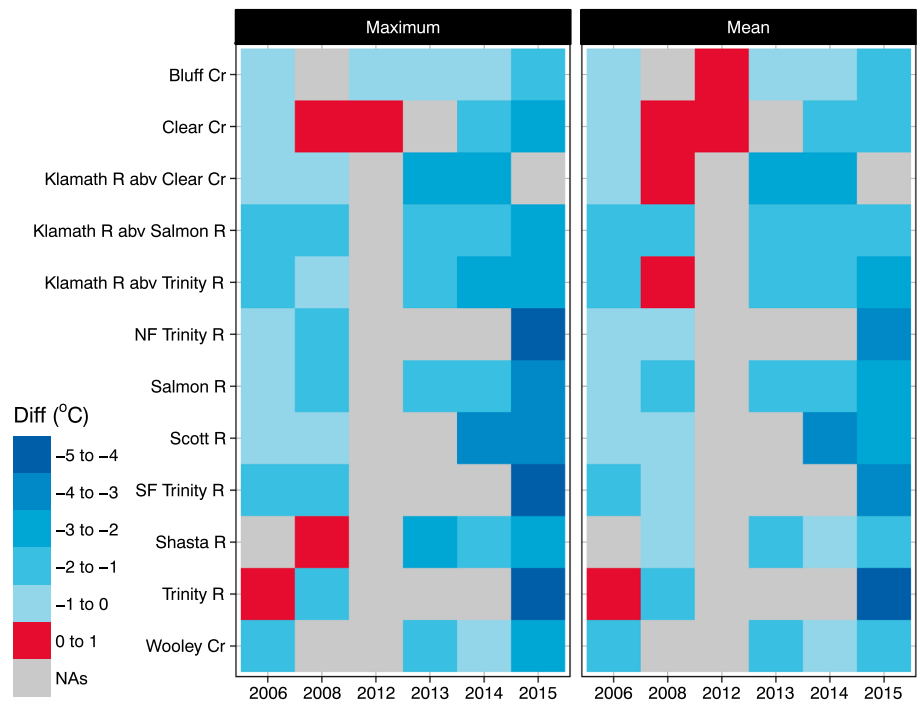 Maximum
Mean
Bluff Cr
Clear Cr
Klamath R abv Clear Cr
Klamath R abv Salmon R
Klamath R abv Trinity R
NF Trinity R
Salmon R
Scott R
SF Trinity R
Shasta R
Trinity R
Wooley Cr
Diff (°C)
−5 to −4
−4 to −3
−3 to −2
−2 to −1
−1 to 0
0 to 1
NAs
2006 2008 2012 2013 2014 2015
2006 2008 2012 2013 2014 2015